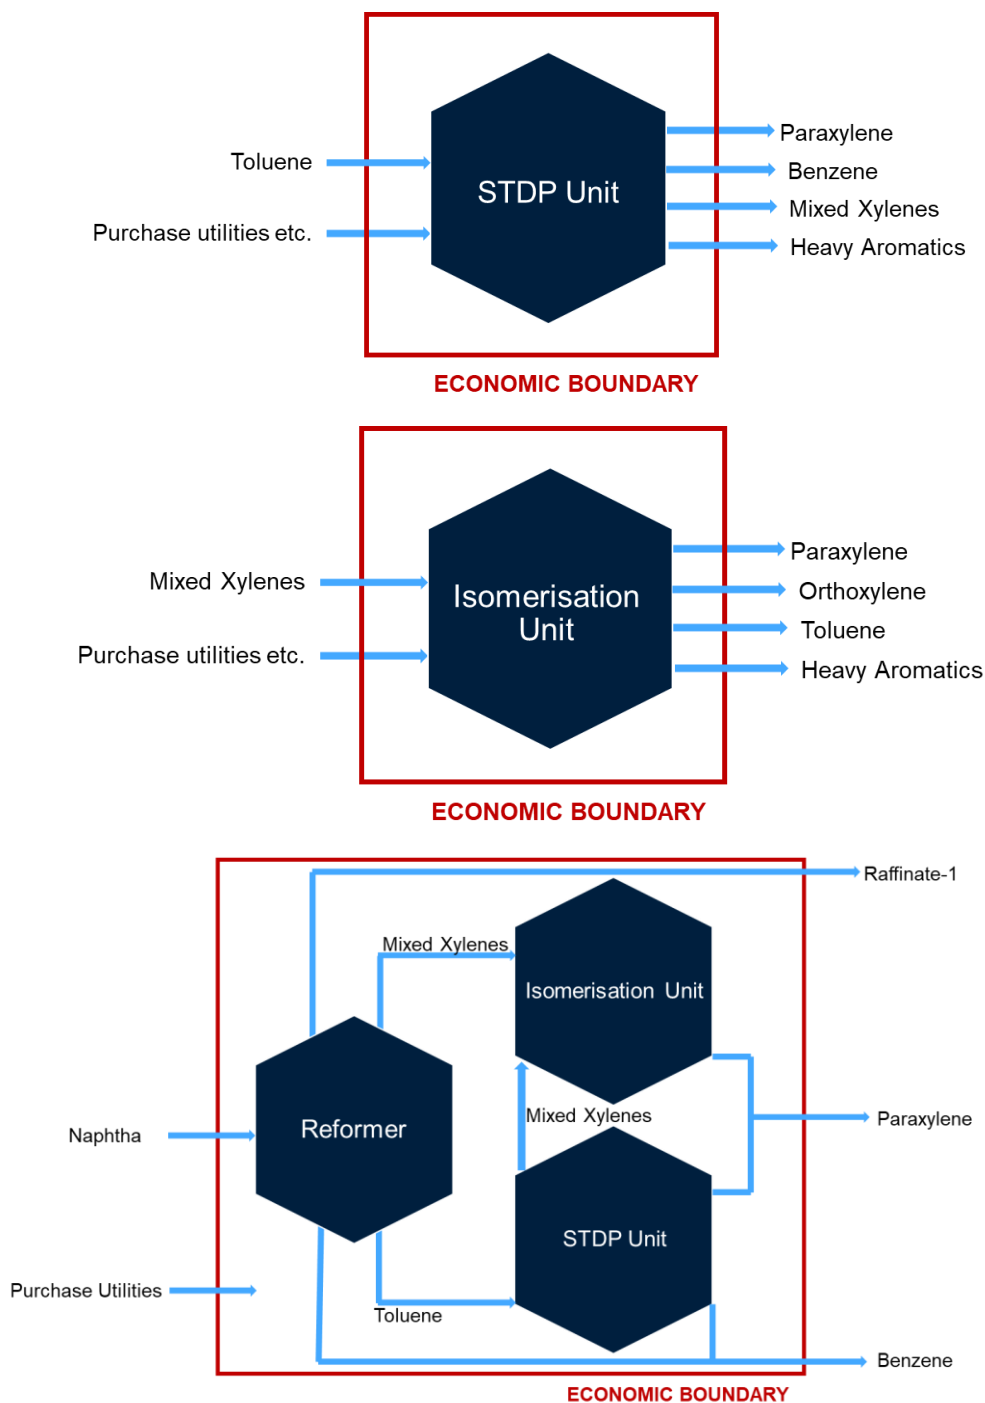 Toluene
Purchase utilities etc.
STDP Unit
Paraxylene
Benzene
Mixed Xylenes
Heavy Aromatics
ECONOMIC BOUNDARY
Mixed Xylenes
Purchase utilities etc.
Isomerisation
Unit
Paraxylene
Orthoxylene
Toluene
Heavy Aromatics
ECONOMIC BOUNDARY
Raffinate-1
Mixed Xylenes
Isomerisation Unit
Naphtha
Reformer
Mixed Xylenes
Paraxylene
STDP Unit
Purchase Utilities
Toluene
Benzene
ECONOMIC BOUNDARY